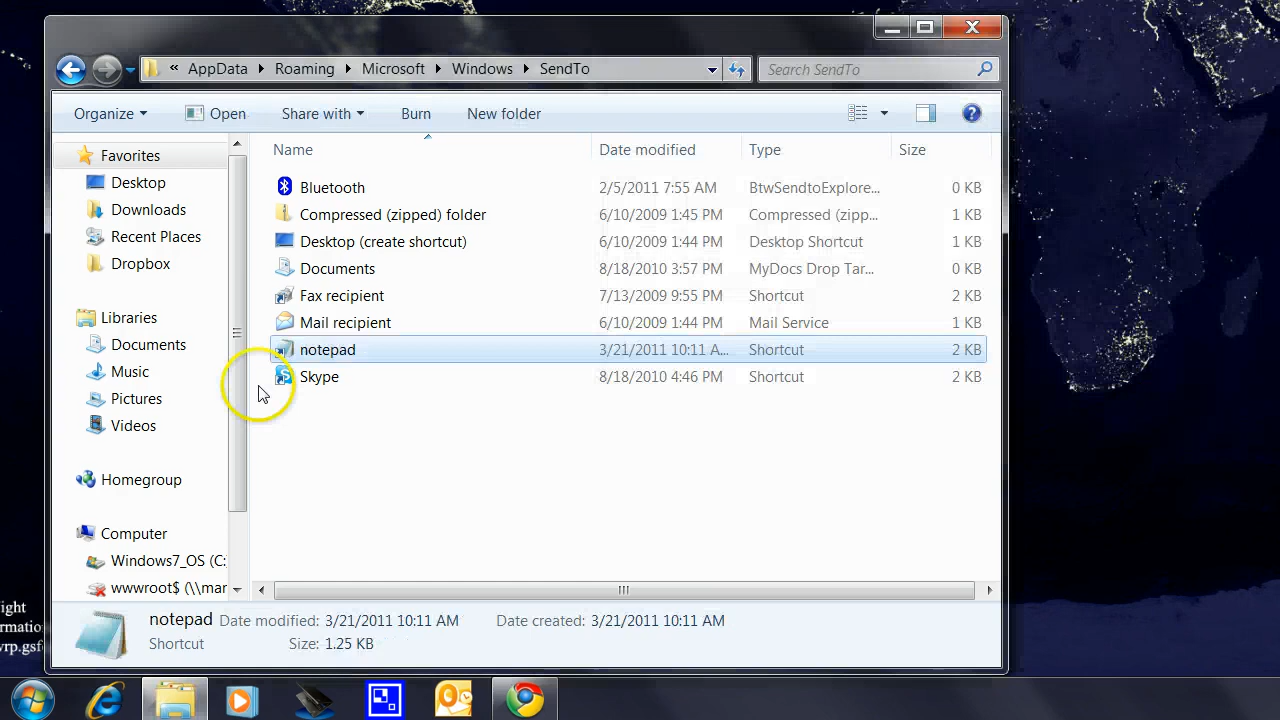 « AppData Roaming Microsoft Windows SendTo Search SendTo
Organize Open Share with Burn New folder
Name Date modified Type Size
Favorites
Desktop
Downloads
Recent Places
Dropbox
Libraries
Documents
Music
Pictures
Videos
Homegroup
Computer
Windows7_OS (C:
wwwroot$ (\\mar
Bluetooth 2/5/2011 7:55 AM BtwSendtoExplore... 0 KB
Compressed (zipped) folder 6/10/2009 1:45 PM Compressed (zipp... 1 KB
Desktop (create shortcut) 6/10/2009 1:44 PM Desktop Shortcut 1 KB
Documents 8/18/2010 3:57 PM MyDocs Drop Tar... 0 KB
Fax recipient 7/13/2009 9:55 PM Shortcut 2 KB
Mail recipient 6/10/2009 1:44 PM Mail Service 1 KB
notepad 3/21/2011 10:11 A... Shortcut 2 KB
Skype 8/18/2010 4:46 PM Shortcut 2 KB
notepad Date modified: 3/21/2011 10:11 AM Date created: 3/21/2011 10:11 AM
Shortcut Size: 1.25 KB
ight
ormatio
vrp.gsf